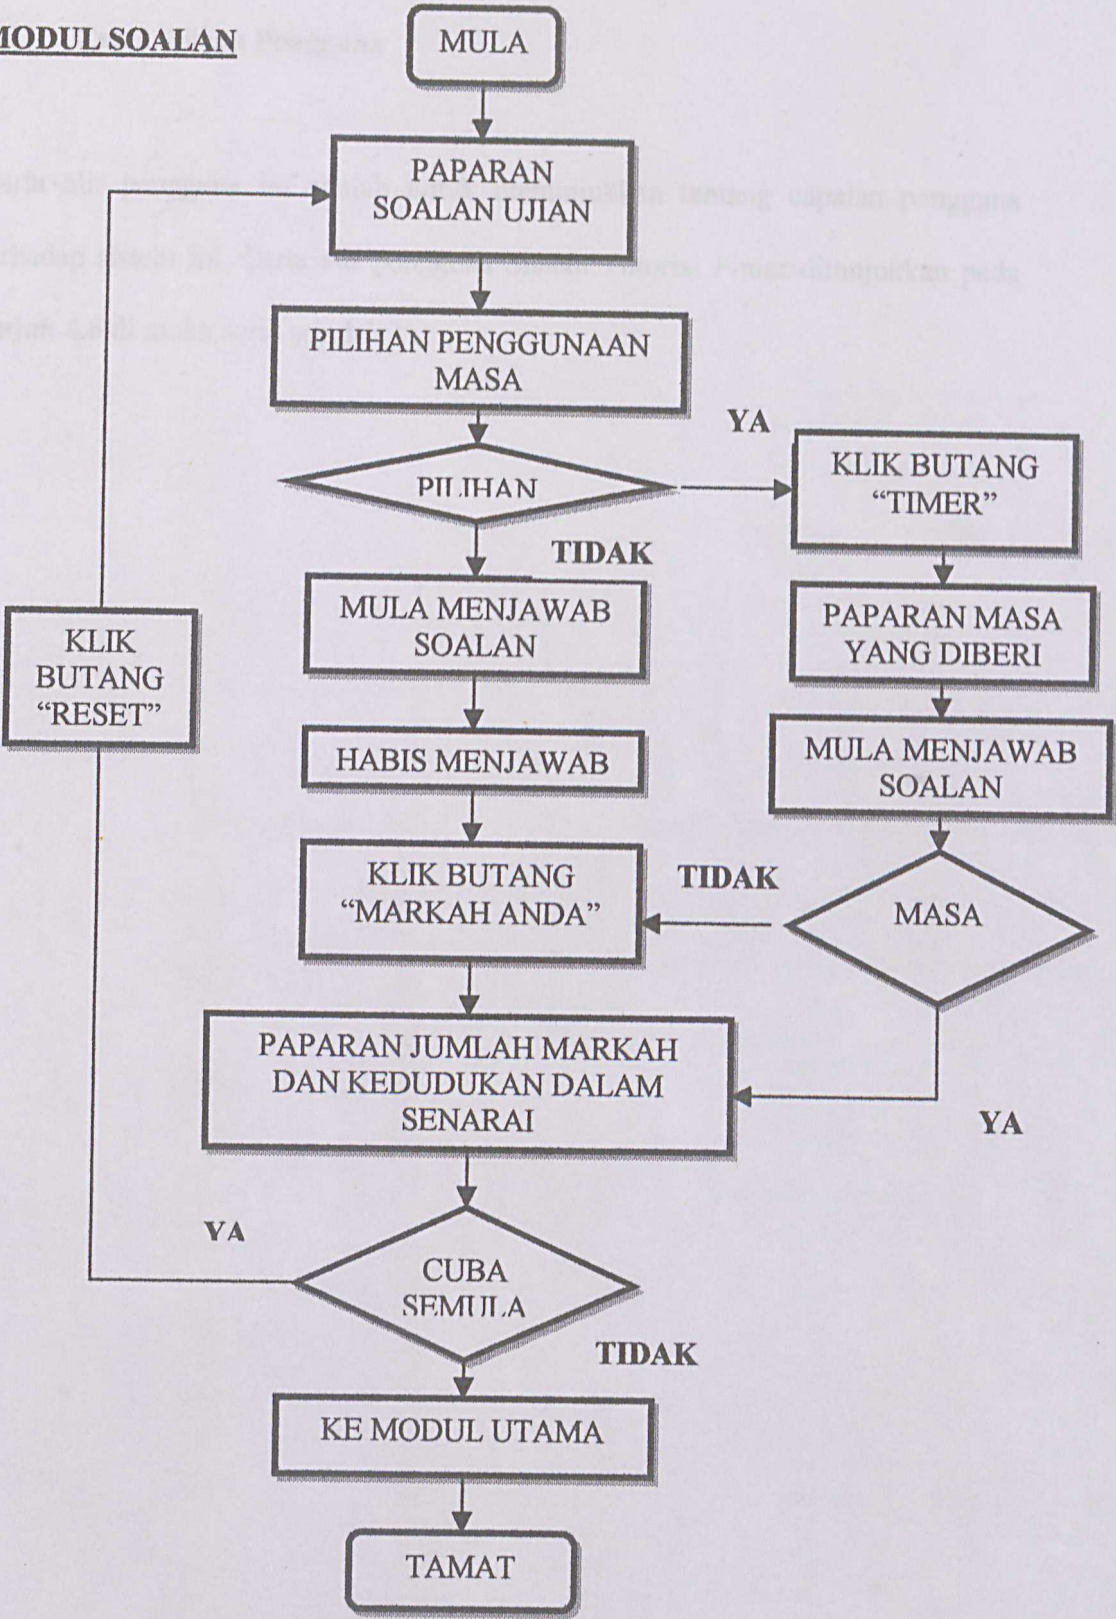 MODUL SOALAN
MULA
PAPARAN
SOALAN UJIAN
PILIHAN PENGGUNAAN
MASA
YA
PILIHAN
KLIK BUTANG
“TIMER”
TIDAK
MULA MENJAWAB
SOALAN
PAPARAN MASA
YANG DIBERI
KLIK
BUTANG
“RESET”
HABIS MENJAWAB
MULA MENJAWAB
SOALAN
KLIK BUTANG
“MARKAH ANDA”
TIDAK
MASA
PAPARAN JUMLAH MARKAH
DAN KEDUDUKAN DALAM
SENARAI
YA
YA
CUBA
SEMULA
TIDAK
KE MODUL UTAMA
TAMAT